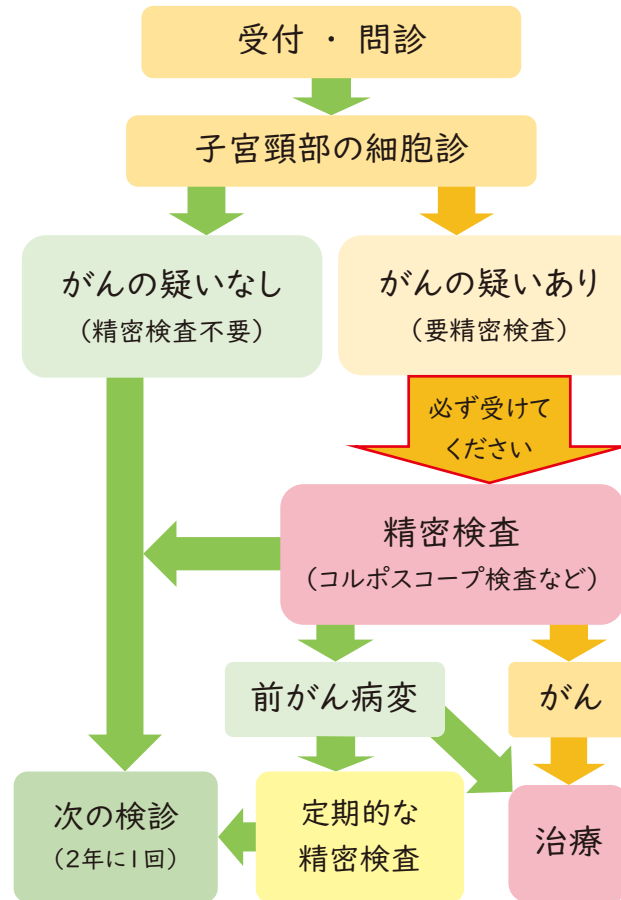 受付 ・ 問診
子宮頸部の細胞診
がんの疑いなし
(精密検査不要)
がんの疑いあり
(要精密検査)
必ず受けて
ください
精密検査
(コルポスコープ検査など)
前がん病変
がん
次の検診
(2年に1回)
定期的な
精密検査
治療